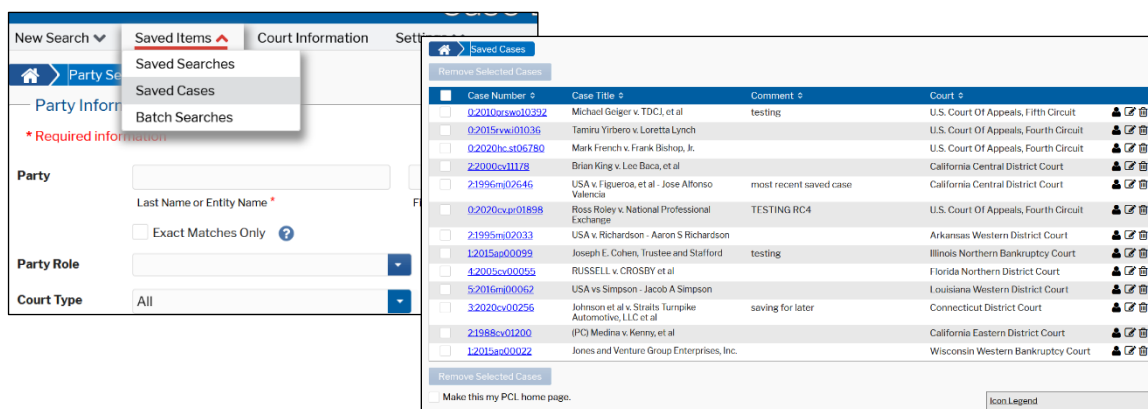 New Search
Saved Items
Court Information
Saved Searches
Saved Cases
Batch Searches
Party
* Required information
Party
Last Name or Entity Name *
Exact Matches Only
Party Role
Court Type
All
Saved Cases
Remove Selected Cases
Case Number Case Title Comment Court
0:2010prswo10392 Michael Geiger v. TDCJ, et al testing U.S. Court Of Appeals, Fifth Circuit
0:2015rvw.i01036 Tamiru Yirbero v. Loretta Lynch U.S. Court Of Appeals, Fourth Circuit
0:2020hc.st06780 Mark French v. Frank Bishop, Jr. U.S. Court Of Appeals, Fourth Circuit
2:2000cv11178 Brian King v. Lee Baca, et al California Central District Court
2:1996mj02646 USA v. Figueroa, et al - Jose Alfonso most recent saved case California Central District Court
Valencia
0:2020cv.pr01898 Ross Roley v. National Professional TESTING RC4 U.S. Court Of Appeals, Fourth Circuit
Exchange
2:1995mj02033 USA v. Richardson - Aaron S Richardson Arkansas Western District Court
1:2015ap00099 Joseph E. Cohen, Trustee and Stafford testing Illinois Northern Bankruptcy Court
4:2005cv00055 RUSSELL v. CROSBY et al Florida Northern District Court
5:2016mj00062 USA vs Simpson - Jacob A Simpson Louisiana Western District Court
3:2020cv00256 Johnson et al v. Straits Turnpike saving for later Connecticut District Court
Automotive, LLC et al
2:1988cv01200 (PC) Medina v. Kenny, et al California Eastern District Court
1:2015ap00022 Jones and Venture Group Enterprises, Inc. Wisconsin Western Bankruptcy Court
Remove Selected Cases
Make this my PCL home page.
Icon Legend